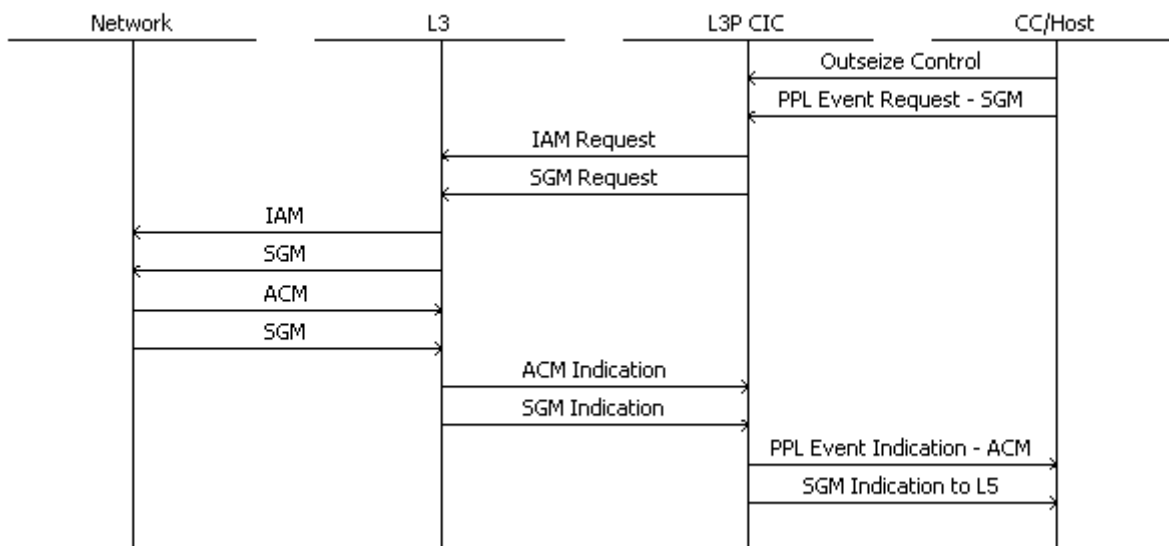 Network L3 L3P CIC CC/Host
Outseize Control
PPL Event Request - SGM
IAM Request
SGM Request
IAM
SGM
ACM
SGM
ACM Indication
SGM Indication
PPL Event Indication - ACM
SGM Indication to L5